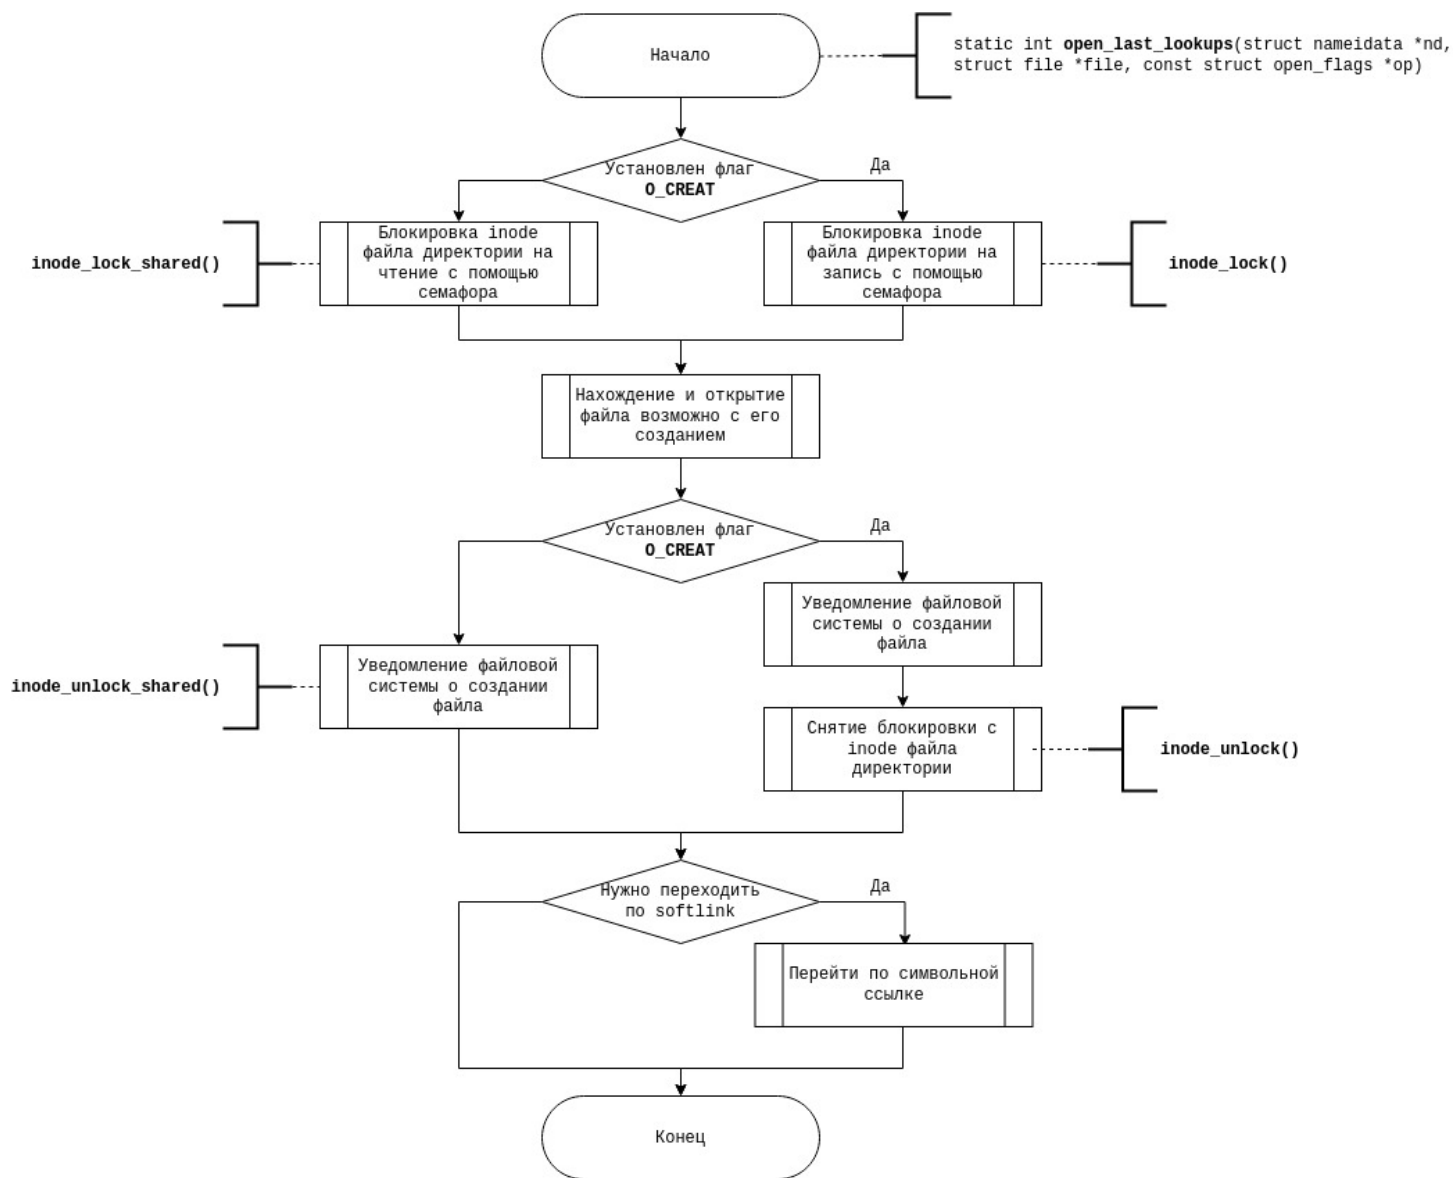 Начало
static int open_last_lookups(struct nameidata *nd,
struct file *file, const struct open_flags *op)
Установлен флаг
O_CREAT
Да
inode_lock_shared()
Блокировка inode
файла директории на
чтение с помощью
семафора
Блокировка inode
файла директории на
запись с помощью
семафора
inode_lock()
Нахождение и открытие
файла возможно с его
созданием
Установлен флаг
O_CREAT
Да
Уведомление файловой
системы о создании
файла
inode_unlock_shared()
Уведомление файловой
системы о создании
файла
Снятие блокировки с
inode файла
директории
inode_unlock()
Нужно переходить
по softlink
Да
Перейти по символьной
ссылке
Конец